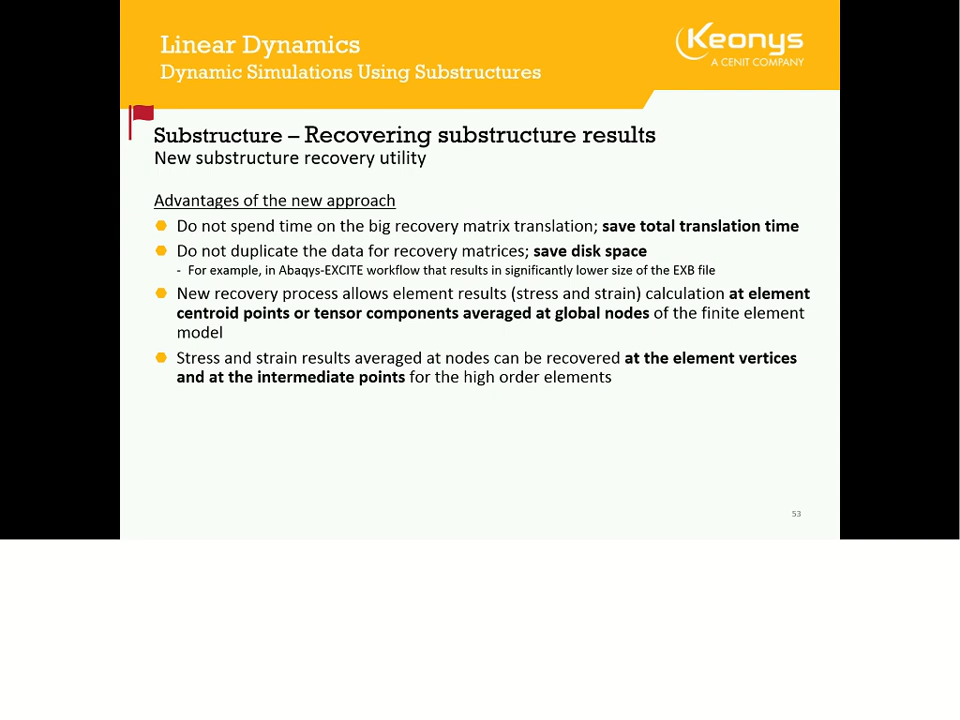 Linear Dynamics
Dynamic Simulations Using Substructures
Keonys
A CENIT COMPANY
Substructure – Recovering substructure results
New substructure recovery utility
Advantages of the new approach
Do not spend time on the big recovery matrix translation; save total translation time
Do not duplicate the data for recovery matrices; save disk space
- For example, in Abaqys-EXCITE workflow that results in significantly lower size of the EXB file
New recovery process allows element results (stress and strain) calculation at element
centroid points or tensor components averaged at global nodes of the finite element
model
Stress and strain results averaged at nodes can be recovered at the element vertices
and at the intermediate points for the high order elements
53